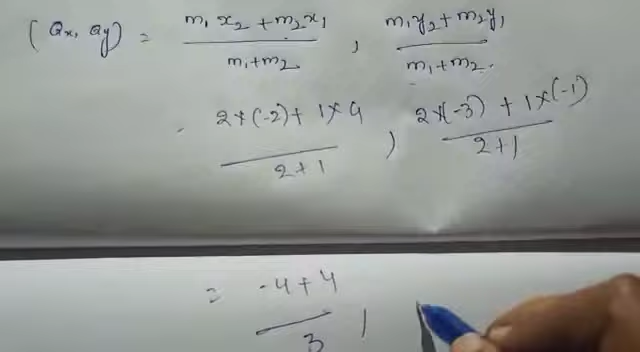 (Qx, Qy) = m₁x₂ + m₂x₁ / m₁ + m₂ , m₁y₂ + m₂y₁ / m₁ + m₂
2×(-2) + 1×4 / 2+1 , 2×(-3) + 1×(-1) / 2+1
= -4+4 / 3 ,